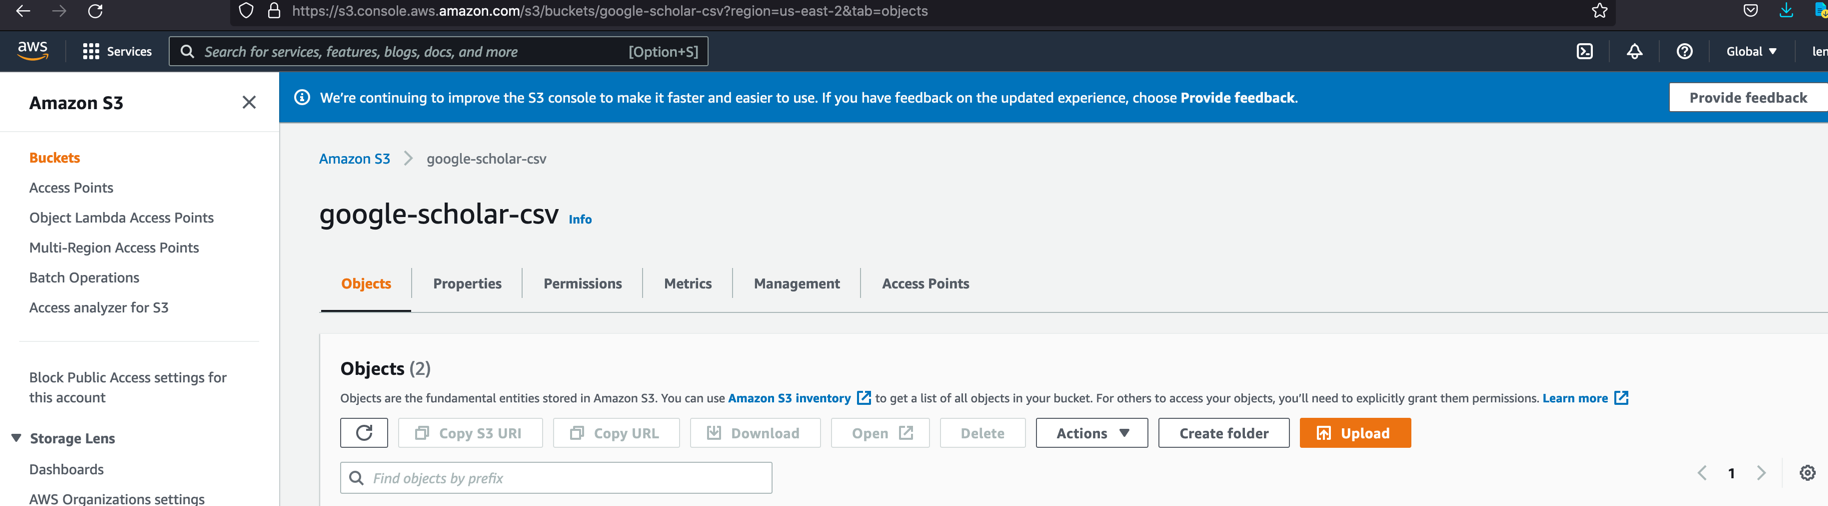 https://s3.console.aws.amazon.com/s3/buckets/google-scholar-csv?region=us-east-2&tab=objects
aws
Services
Search for services, features, blogs, docs, and more
[Option+S]
Global
len
Amazon S3
We're continuing to improve the S3 console to make it faster and easier to use. If you have feedback on the updated experience, choose Provide feedback.
Provide feedback
Buckets
Access Points
Object Lambda Access Points
Multi-Region Access Points
Batch Operations
Access analyzer for S3
Block Public Access settings for
this account
Storage Lens
Dashboards
AWS Organizations settings
Amazon S3 > google-scholar-csv
google-scholar-csv Info
Objects
Properties
Permissions
Metrics
Management
Access Points
Objects (2)
Objects are the fundamental entities stored in Amazon S3. You can use Amazon S3 inventory to get a list of all objects in your bucket. For others to access your objects, you'll need to explicitly grant them permissions. Learn more
Copy S3 URI
Copy URL
Download
Open
Delete
Actions
Create folder
Upload
Find objects by prefix
1